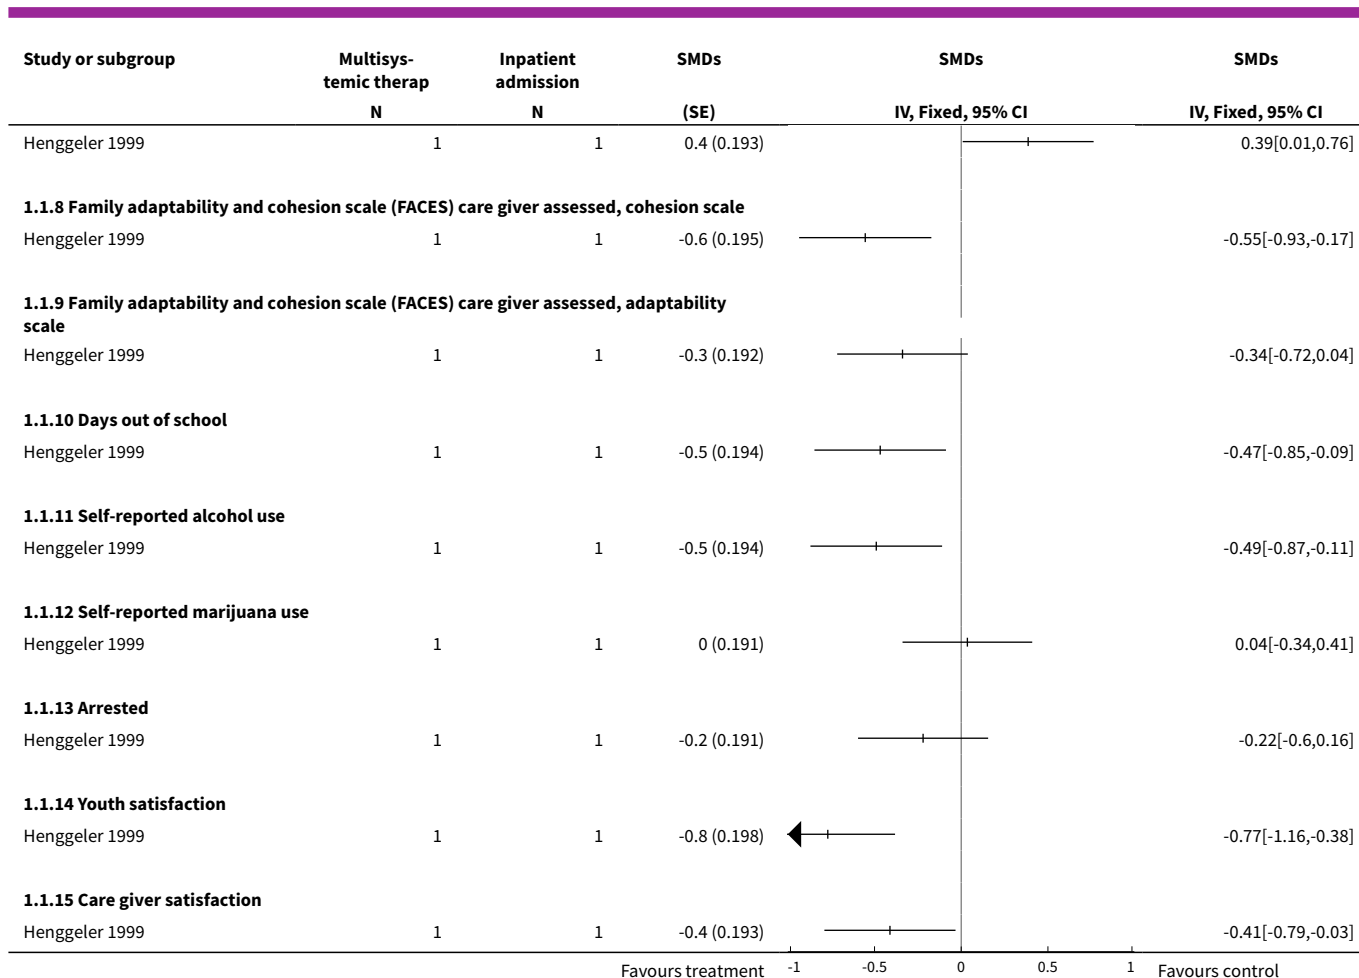 Study or subgroup Multisys- Inpatient SMDs SMDs SMDs
temic therap admission
N N (SE) IV, Fixed, 95% CI IV, Fixed, 95% CI
Henggeler 1999 1 1 0.4 (0.193) 0.39[0.01,0.76]
1.1.8 Family adaptability and cohesion scale (FACES) care giver assessed, cohesion scale
Henggeler 1999 1 1 -0.6 (0.195) -0.55[-0.93,-0.17]
1.1.9 Family adaptability and cohesion scale (FACES) care giver assessed, adaptability
scale
Henggeler 1999 1 1 -0.3 (0.192) -0.34[-0.72,0.04]
1.1.10 Days out of school
Henggeler 1999 1 1 -0.5 (0.194) -0.47[-0.85,-0.09]
1.1.11 Self-reported alcohol use
Henggeler 1999 1 1 -0.5 (0.194) -0.49[-0.87,-0.11]
1.1.12 Self-reported marijuana use
Henggeler 1999 1 1 0 (0.191) 0.04[-0.34,0.41]
1.1.13 Arrested
Henggeler 1999 1 1 -0.2 (0.191) -0.22[-0.6,0.16]
1.1.14 Youth satisfaction
Henggeler 1999 1 1 -0.8 (0.198) -0.77[-1.16,-0.38]
1.1.15 Care giver satisfaction
Henggeler 1999 1 1 -0.4 (0.193) -0.41[-0.79,-0.03]
Favours treatment -1 -0.5 0 0.5 1 Favours control